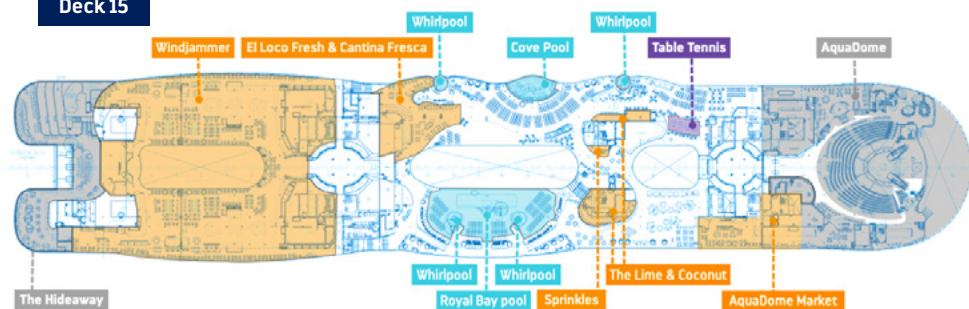 Deck 15
Whirlpool
Whirlpool
Windjammer
El Loco Fresh & Cantina Fresca
Cove Pool
Table Tennis
AquaDome
Whirlpool
Whirlpool
The Lime & Coconut
The Hideaway
Royal Bay pool
Sprinkles
AquaDome Market